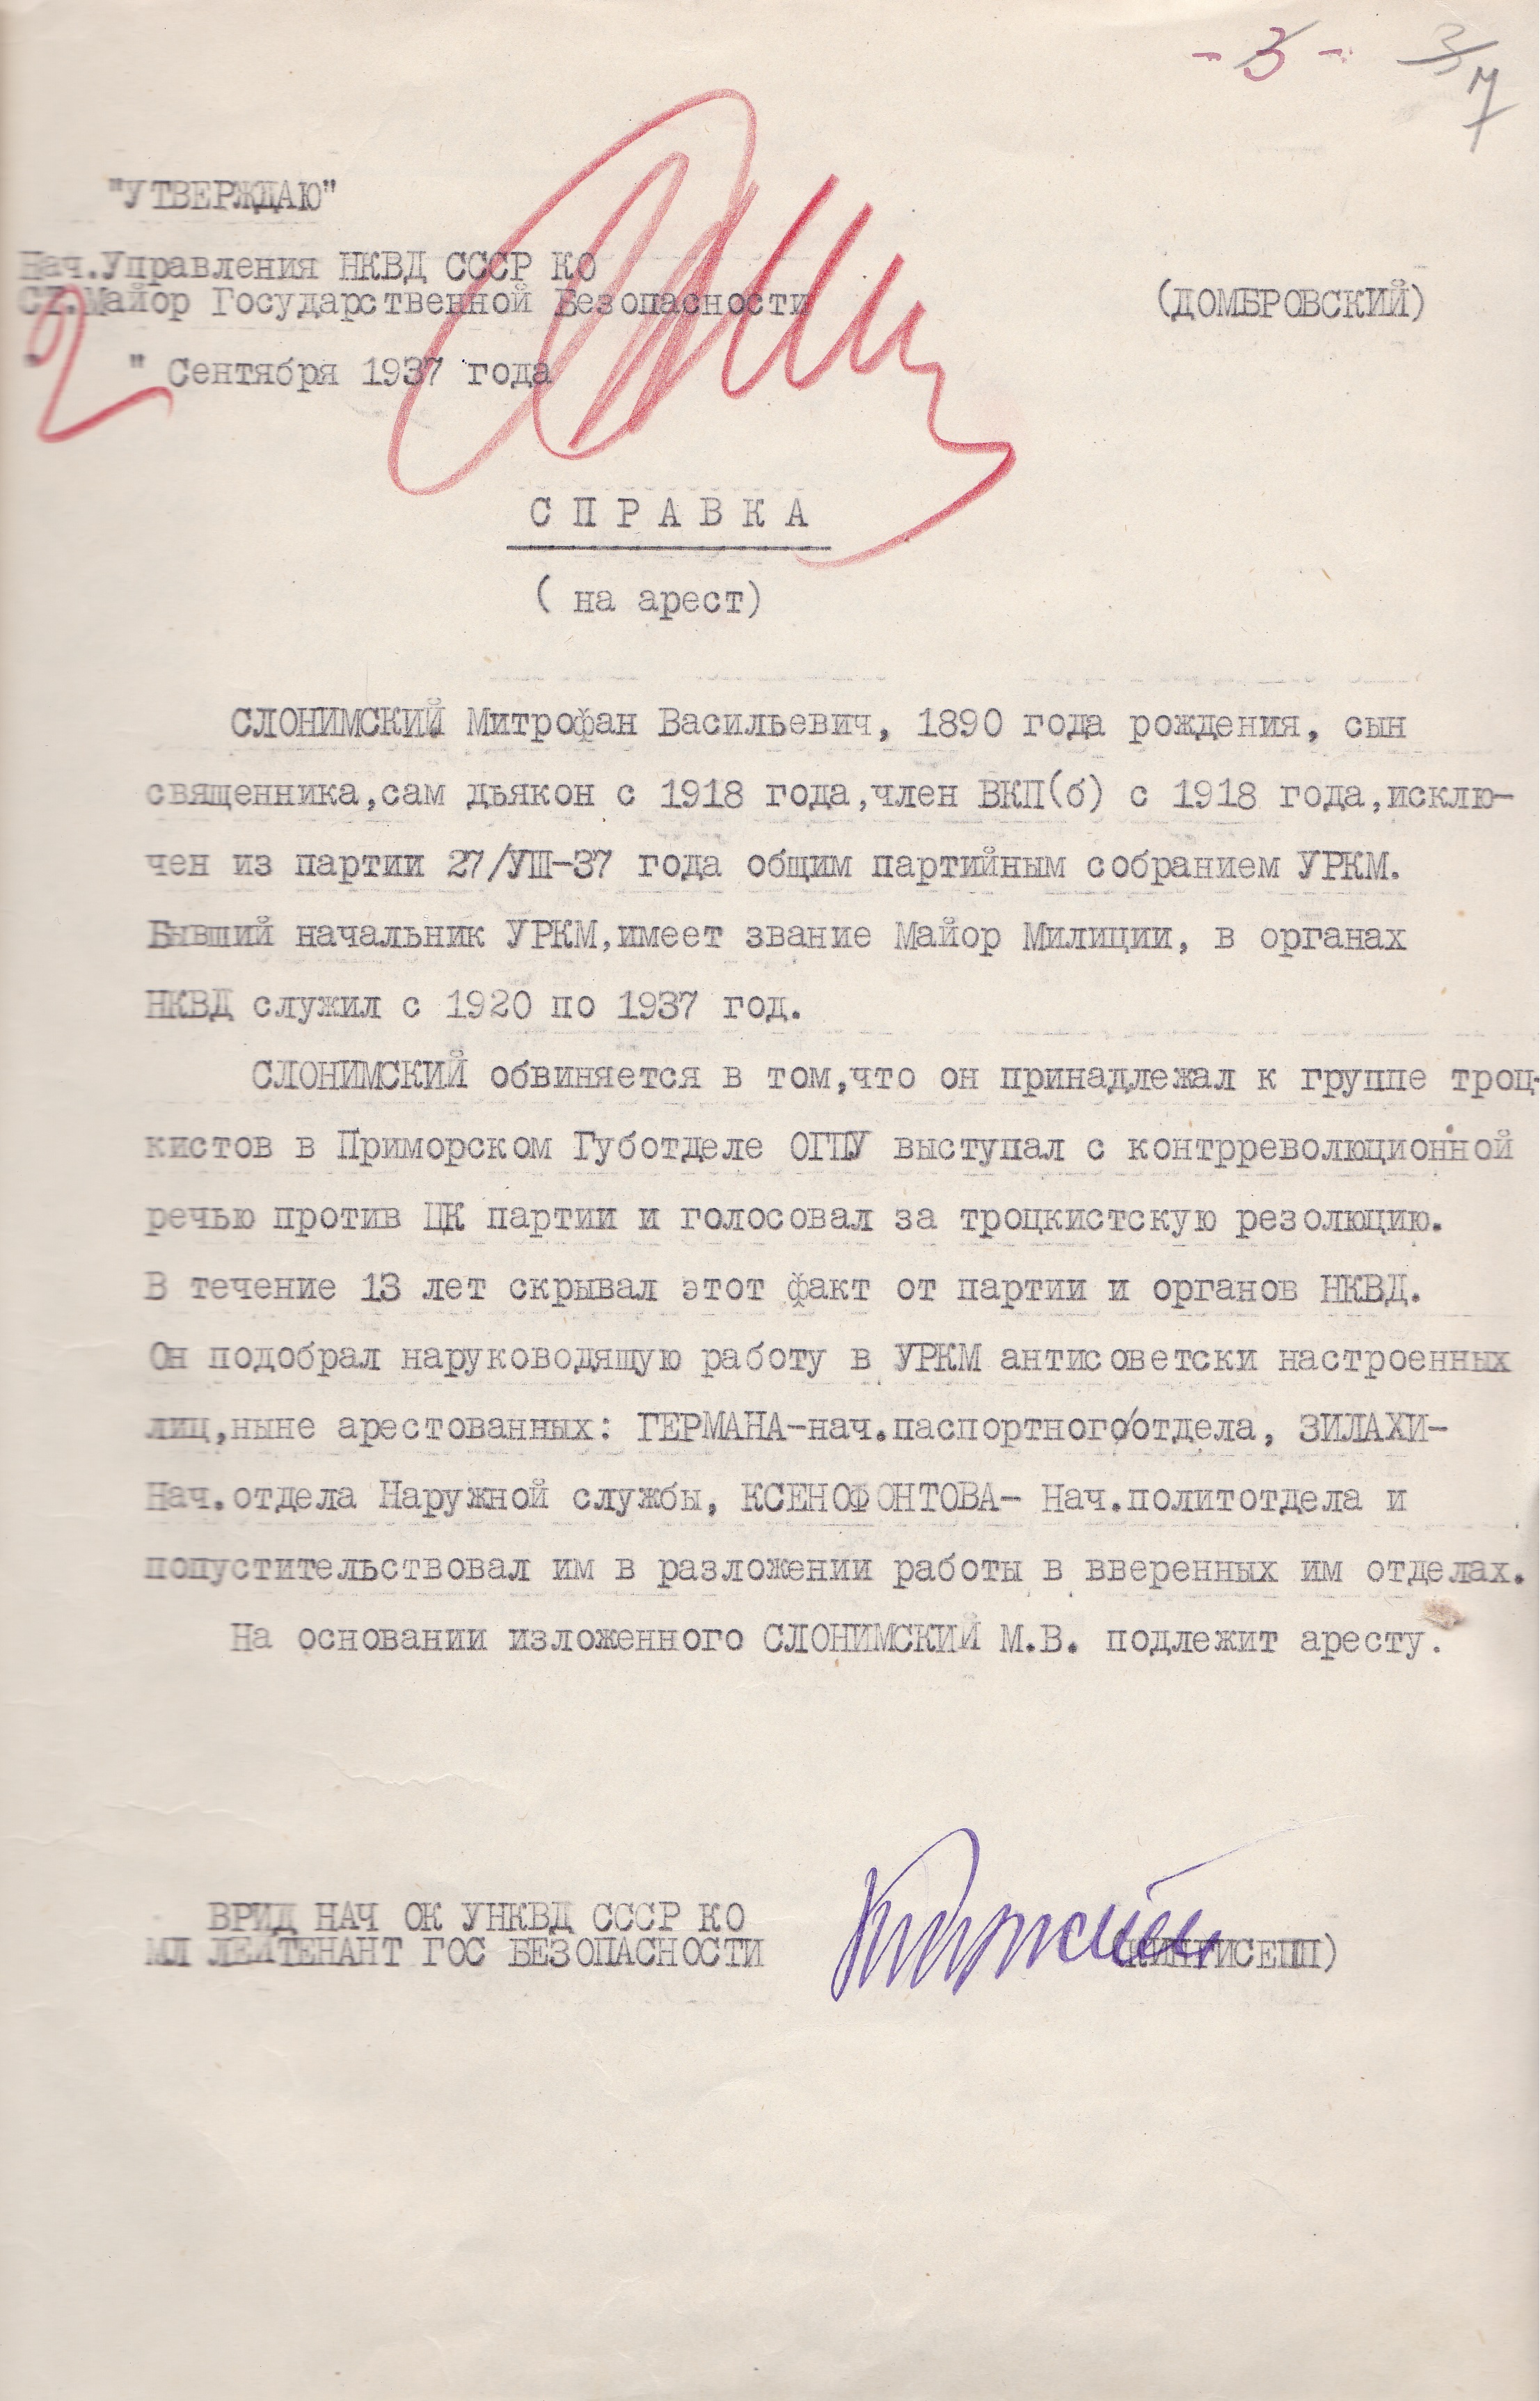 - 3 - 3
7
"УТВЕРЖДАЮ"
Нач.Управления НКВД СССР КО
Ст.Майор Государственной Безопасности (ДОМБРОВСКИЙ)
"2" Сентября 1937 года
СПРАВКА
( на арест)
СЛОНИМСКИЙ Митрофан Васильевич, 1890 года рождения, сын
священника,сам дьякон с 1918 года,член ВКП(б) с 1918 года,исклю-
чен из партии 27/УШ-37 года общим партийным собранием УРКМ.
Бывший начальник УРКМ,имеет звание Майор Милиции, в органах
НКВД служил с 1920 по 1937 год.
СЛОНИМСКИЙ обвиняется в том,что он принадлежал к группе троц-
кистов в Приморском Губотделе ОГПУ выступал с контрреволюционной
речью против ЦК партии и голосовал за троцкистскую резолюцию.
В течение 13 лет скрывал этот факт от партии и органов НКВД.
Он подобрал наруководящую работу в УРКМ антисоветски настроенных
лиц,ныне арестованных: ГЕРМАНА-нач.паспортного/отдела, ЗИЛАХИ-
Нач.отдела Наружной службы, КСЕНОФОНТОВА- Нач.политотдела и
попустительствовал им в разложении работы в вверенных им отделах.
На основании изложенного СЛОНИМСКИЙ М.В. подлежит аресту.
ВРИД НАЧ ОК УНКВД СССР КО
МЛ ЛЕЙТЕНАНТ ГОС БЕЗОПАСНОСТИ